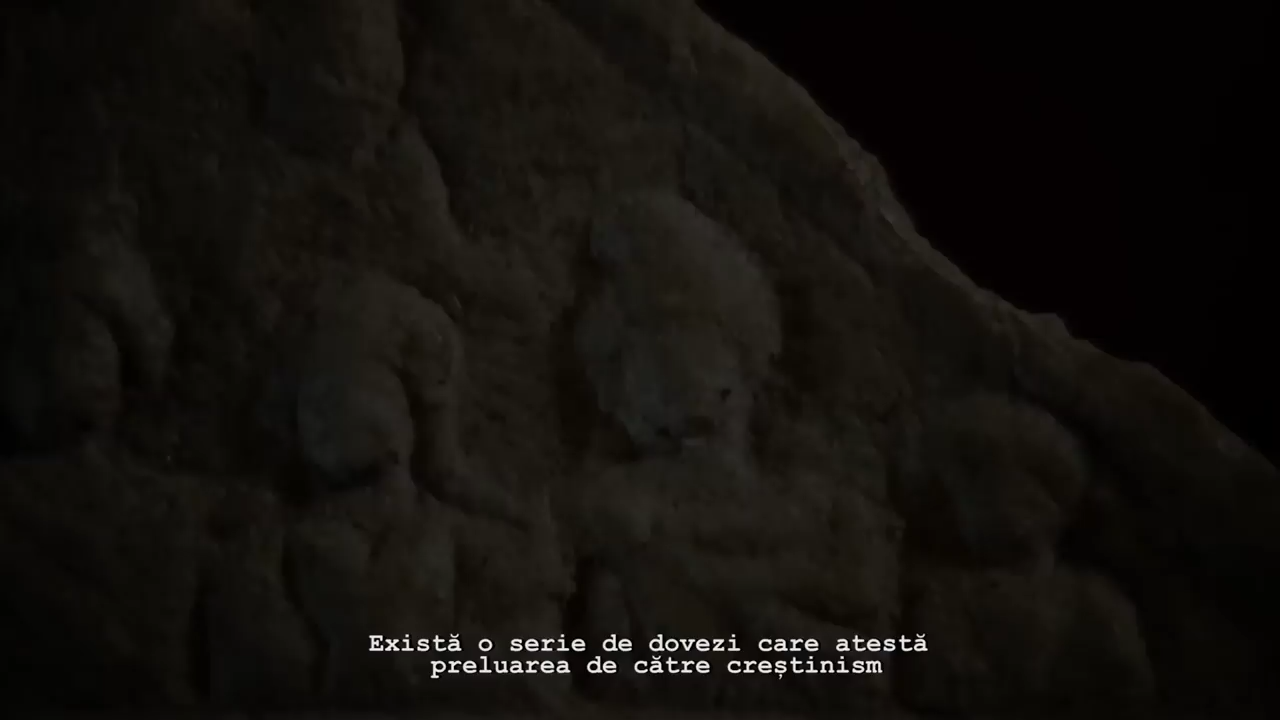 Există o serie de dovezi care atestă
preluarea de către creștinism